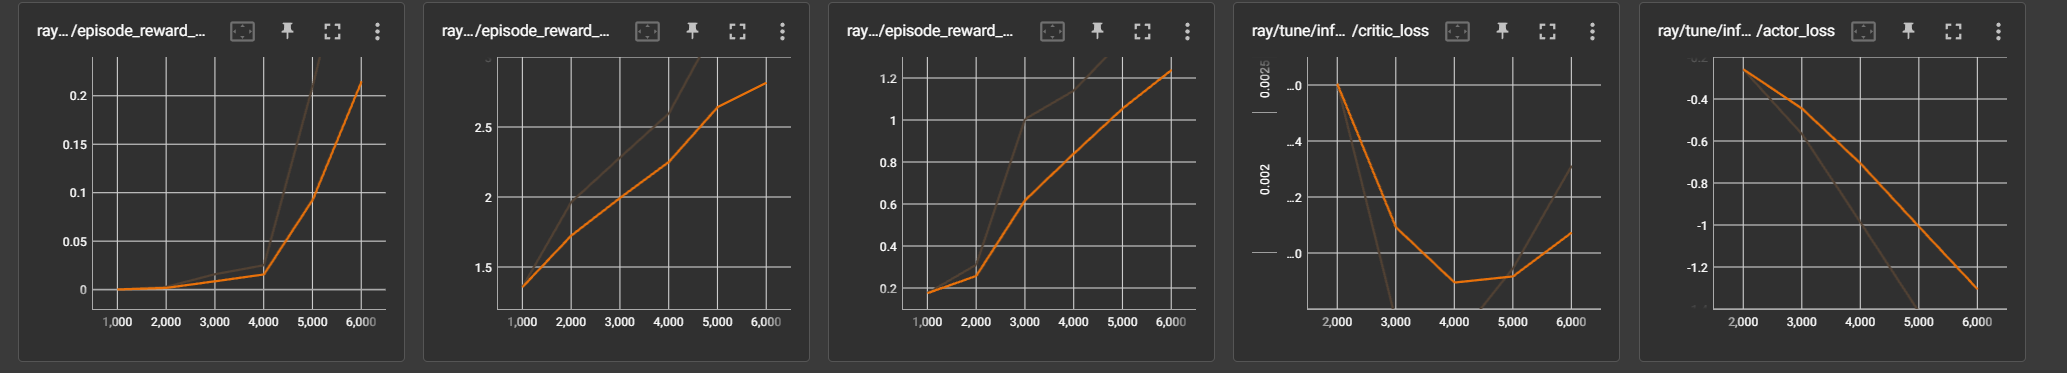 ray... /episode_reward_...
0.2
0.15
0.1
0.05
0
1,000 2,000 3,000 4,000 5,000 6,000
ray... /episode_reward_...
3
2.5
2
1.5
1,000 2,000 3,000 4,000 5,000 6,000
ray.../episode_reward_...
1.2
1
0.8
0.6
0.4
0.2
1,000 2,000 3,000 4,000 5,000 6,000
ray/tune/inf... /critic_loss
0.0025
0.002
...0
...4
...2
...0
2,000 3,000 4,000 5,000 6,000
ray/tune/inf... /actor_loss
-0.2
-0.4
-0.6
-0.8
-1
-1.2
-1.4
2,000 3,000 4,000 5,000 6,000